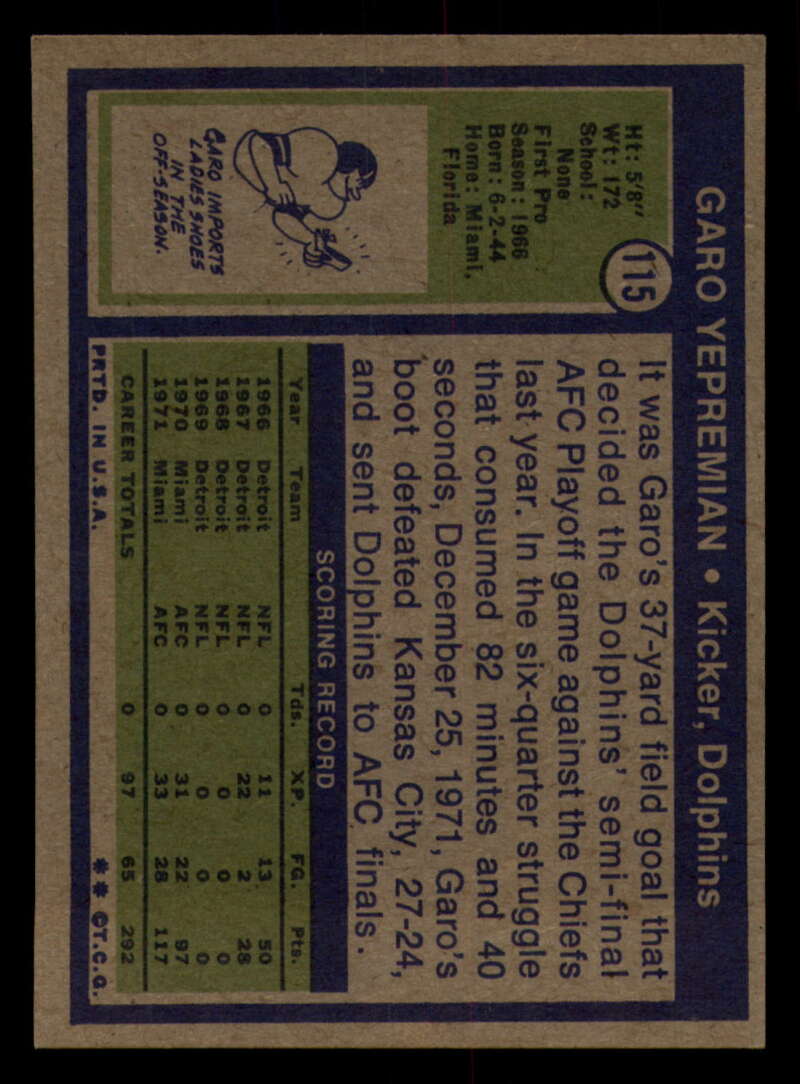 GARO YEPREMIAN • Kicker, Dolphins
115
Ht: 5'8"
Wt: 172
School:
None
First Pro
Season: 1966
Born: 6-2-44
Home: Miami,
Florida
GARO IMPORTS
LADIES SHOES
IN THE
OFF-SEASON.
It was Garo's 37-yard field goal that
decided the Dolphins' semi-final
AFC Playoff game against the Chiefs
last year. In the six-quarter struggle
that consumed 82 minutes and 40
seconds, December 25, 1971, Garo's
boot defeated Kansas City, 27-24,
and sent Dolphins to AFC finals.
SCORING RECORD
Year Team Tds. XP. FG. Pts.
1966 Detroit NFL 0 11 13 50
1967 Detroit NFL 0 22 2 28
1968 Detroit NFL 0 0 0 0
1969 Detroit NFL 0 0 0 0
1970 Miami AFC 0 31 22 97
1971 Miami AFC 0 33 28 117
CAREER TOTALS 0 97 65 292
PRTD. IN U.S.A. ** ©T.C.G.